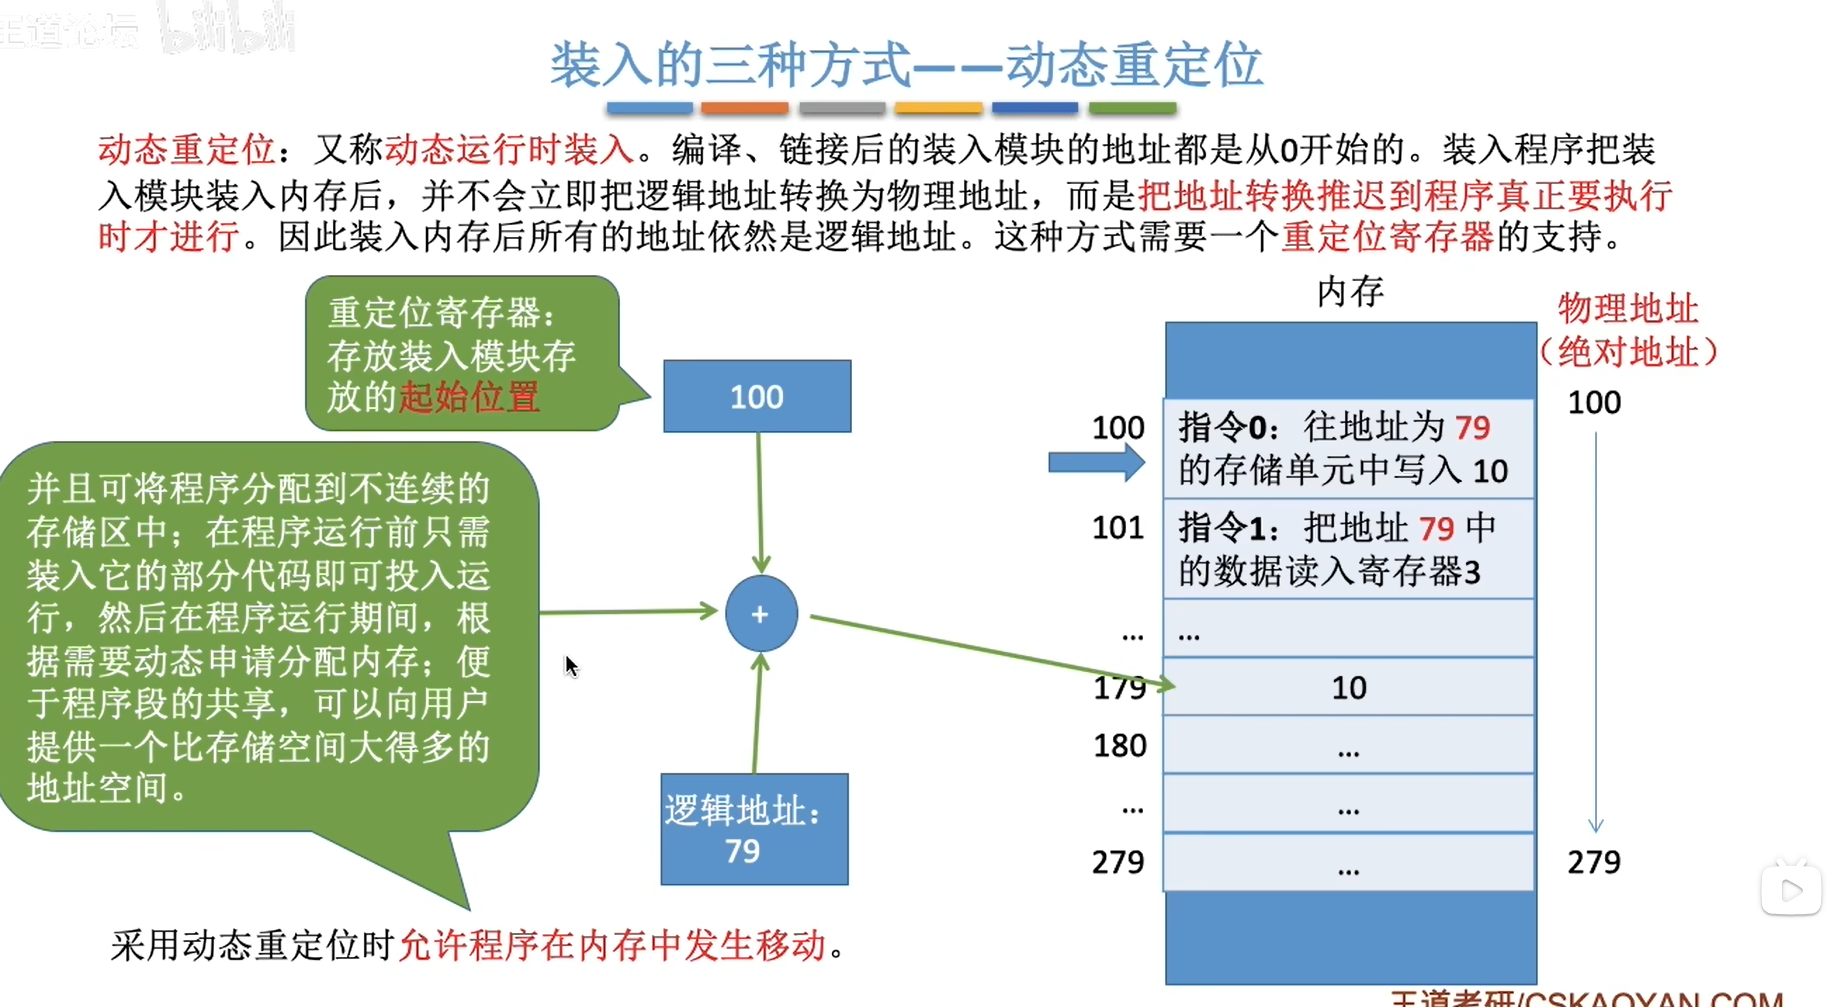 王道论坛 bilibili
装入的三种方式——动态重定位
动态重定位：又称动态运行时装入。编译、链接后的装入模块的地址都是从0开始的。装入程序把装
入模块装入内存后，并不会立即把逻辑地址转换为物理地址，而是把地址转换推迟到程序真正要执行
时才进行。因此装入内存后所有的地址依然是逻辑地址。这种方式需要一个重定位寄存器的支持。
重定位寄存器：
存放装入模块存
放的起始位置
100
并且可将程序分配到不连续的
存储区中；在程序运行前只需
装入它的部分代码即可投入运
行，然后在程序运行期间，根
据需要动态申请分配内存；便
于程序段的共享，可以向用户
提供一个比存储空间大得多的
地址空间。
+
逻辑地址：
79
采用动态重定位时允许程序在内存中发生移动。
内存
物理地址
（绝对地址）
100
100
指令0：往地址为 79
的存储单元中写入 10
101
指令1：把地址 79 中
的数据读入寄存器3
... ...
179 10
180 ...
... ...
279 ...
279
王道考研/CSKAOYAN.COM